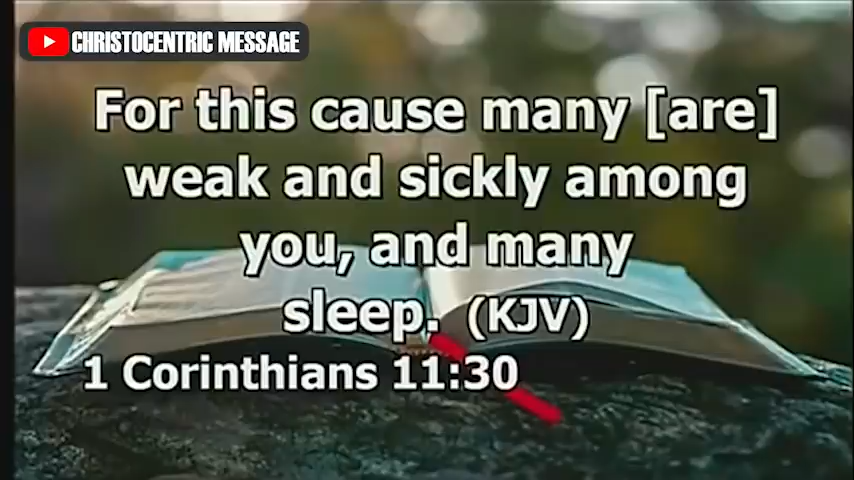 CHRISTOCENTRIC MESSAGE
For this cause many [are]
weak and sickly among
you, and many
sleep. (KJV)
1 Corinthians 11:30